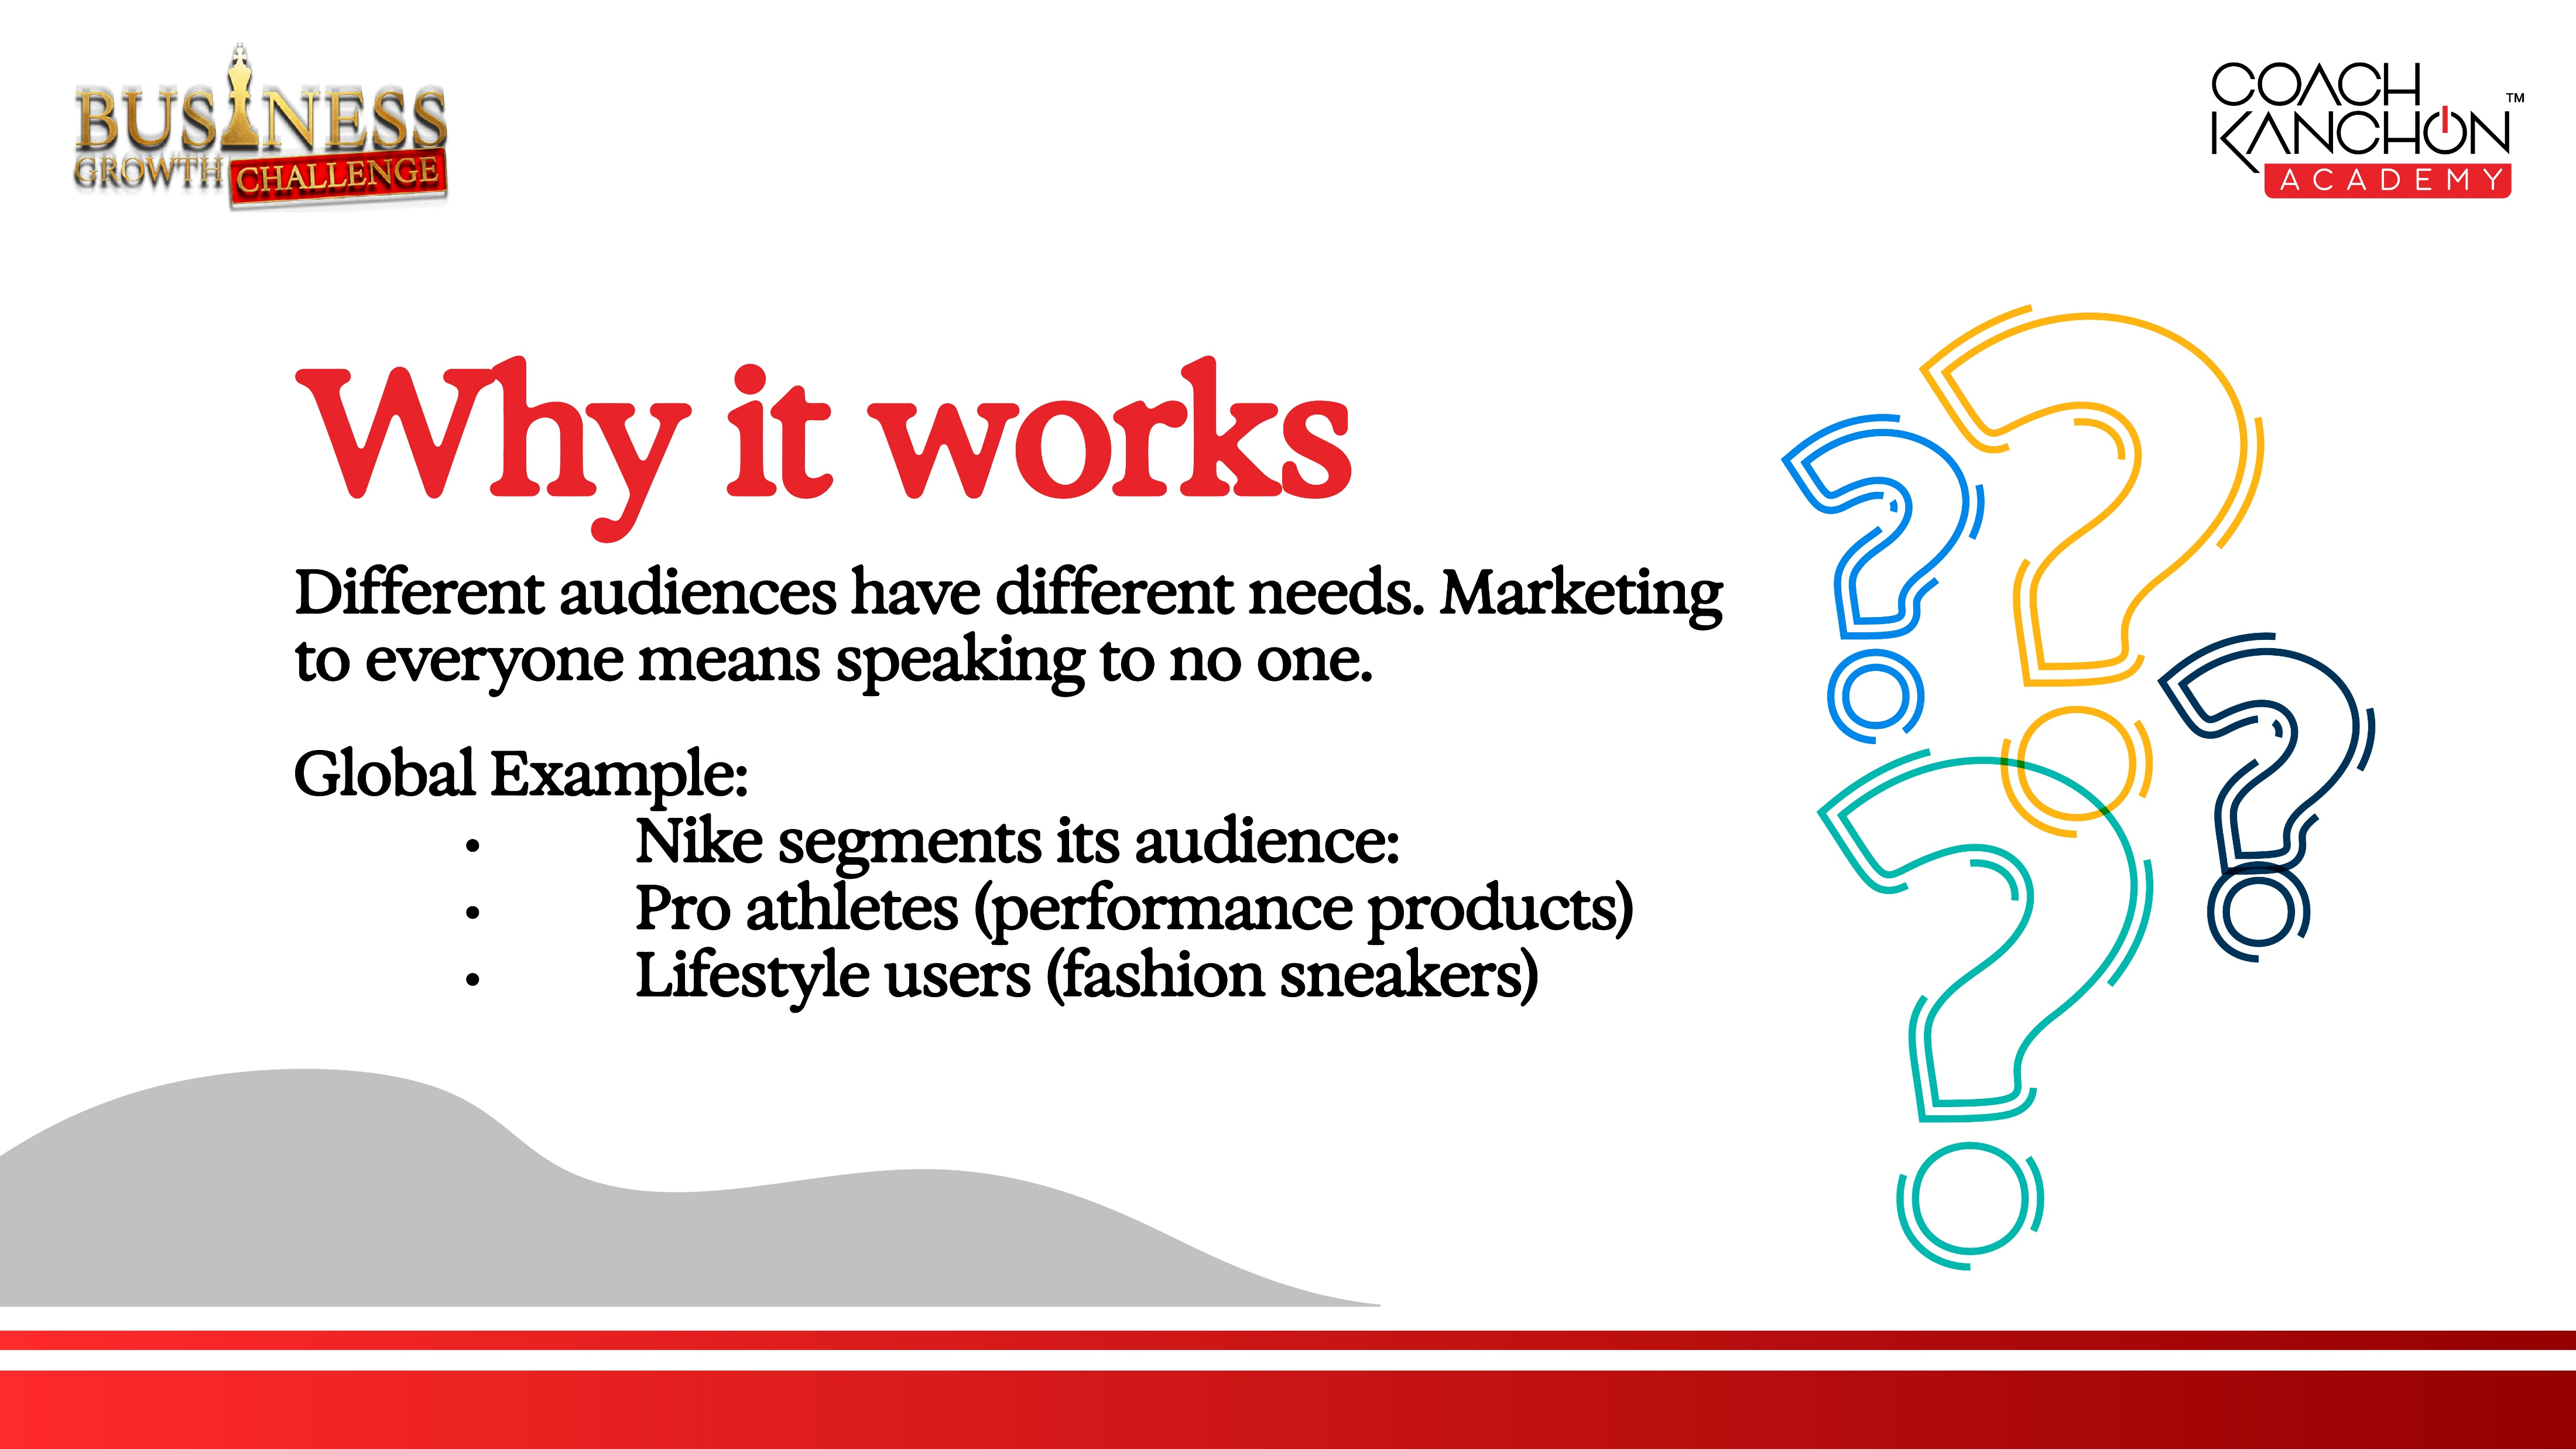 BUSINESS
GROWTH CHALLENGE
COACH
KANCHON
ACADEMY
TM
Why it works
Different audiences have different needs. Marketing
to everyone means speaking to no one.
Global Example:
• Nike segments its audience:
• Pro athletes (performance products)
• Lifestyle users (fashion sneakers)